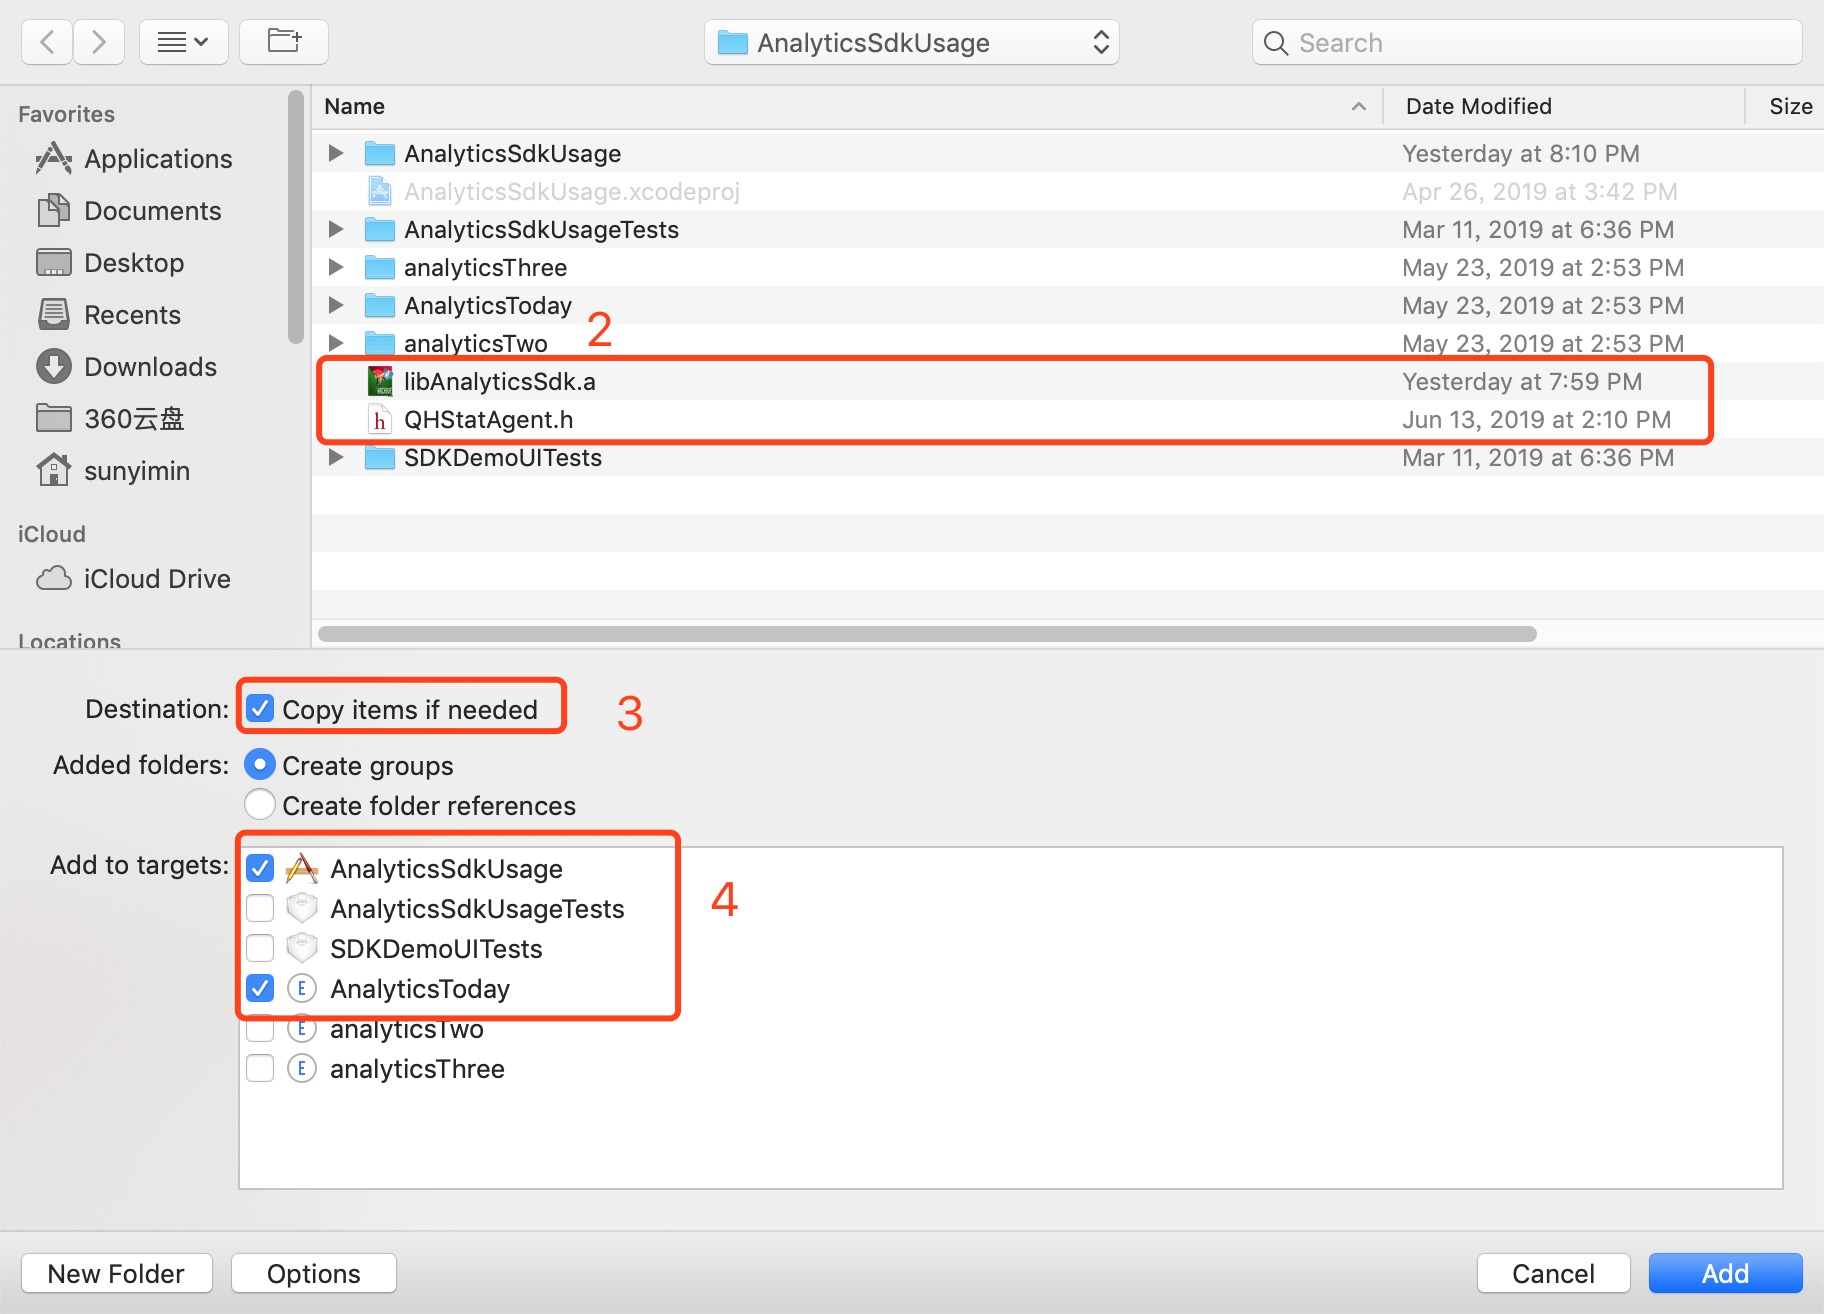 AnalyticsSdkUsage
Search
Favorites
Applications
Documents
Desktop
Recents
Downloads
360云盘
sunyimin
iCloud
iCloud Drive
Locations
Name Date Modified Size
AnalyticsSdkUsage Yesterday at 8:10 PM
AnalyticsSdkUsage.xcodeproj Apr 26, 2019 at 3:42 PM
AnalyticsSdkUsageTests Mar 11, 2019 at 6:36 PM
analyticsThree May 23, 2019 at 2:53 PM
AnalyticsToday May 23, 2019 at 2:53 PM
analyticsTwo May 23, 2019 at 2:53 PM
2
libAnalyticsSdk.a Yesterday at 7:59 PM
QHStatAgent.h Jun 13, 2019 at 2:10 PM
SDKDemoUITests Mar 11, 2019 at 6:36 PM
Destination: Copy items if needed
3
Added folders: Create groups
Create folder references
Add to targets: AnalyticsSdkUsage
AnalyticsSdkUsageTests
4
SDKDemoUITests
E AnalyticsToday
E analyticsTwo
E analyticsThree
New Folder Options Cancel Add